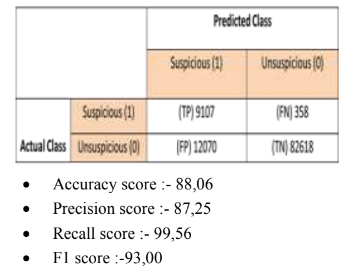 Predicted Class
Suspicious (1) Unsuspicious (0)
Suspicious (1) (TP) 9107 (FN) 358
Actual Class Unsuspicious (0) (FP) 12070 (TN) 82618
• Accuracy score :- 88,06
• Precision score :- 87,25
• Recall score :- 99,56
• F1 score :-93,00